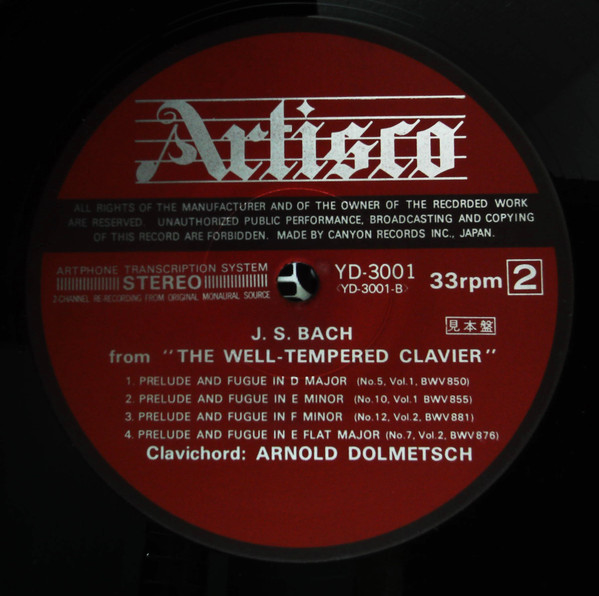 Artisco
ALL RIGHTS OF THE MANUFACTURER AND OF THE OWNER OF THE RECORDED WORK
ARE RESERVED. UNAUTHORIZED PUBLIC PERFORMANCE, BROADCASTING AND COPYING
OF THIS RECORD ARE FORBIDDEN. MADE BY CANYON RECORDS INC., JAPAN.
ARTPHONE TRANSCRIPTION SYSTEM
STEREO
2-CHANNEL RE-RECORDING FROM ORIGINAL MONAURAL SOURCE
YD-3001
(YD-3001-B)
33rpm 2
見本盤
J. S. BACH
from "THE WELL-TEMPERED CLAVIER"
1. PRELUDE AND FUGUE IN D MAJOR (No.5, Vol.1, BWV850)
2. PRELUDE AND FUGUE IN E MINOR (No.10, Vol.1 BWV855)
3. PRELUDE AND FUGUE IN F MINOR (No.12, Vol.2, BWV881)
4. PRELUDE AND FUGUE IN E FLAT MAJOR (No.7, Vol.2, BWV876)
Clavichord: ARNOLD DOLMETSCH